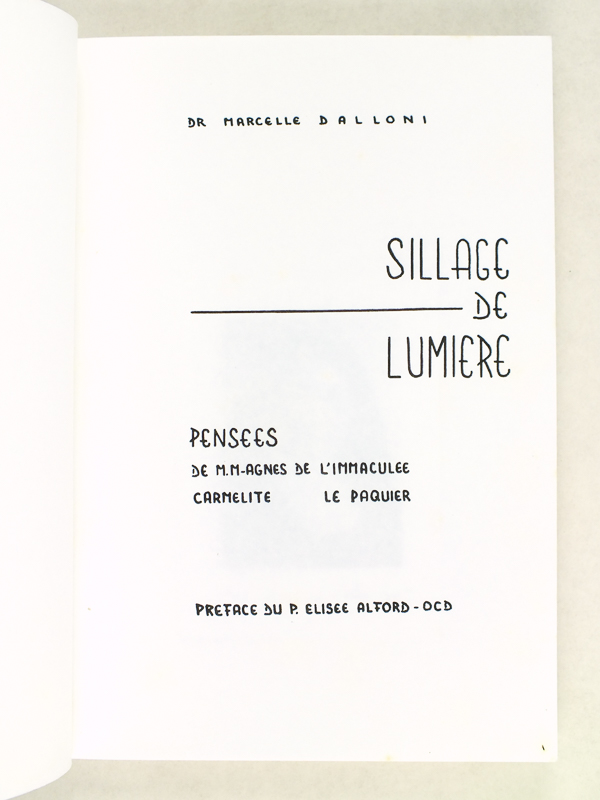 DR MARCELLE DALLONI
SILLAGE
DE
LUMIERE
PENSEES
DE M.M-AGNES DE L'IMMACULEE
CARMELITE LE PAQUIER
PREFACE DU P. ELISEE ALFORD-OCD